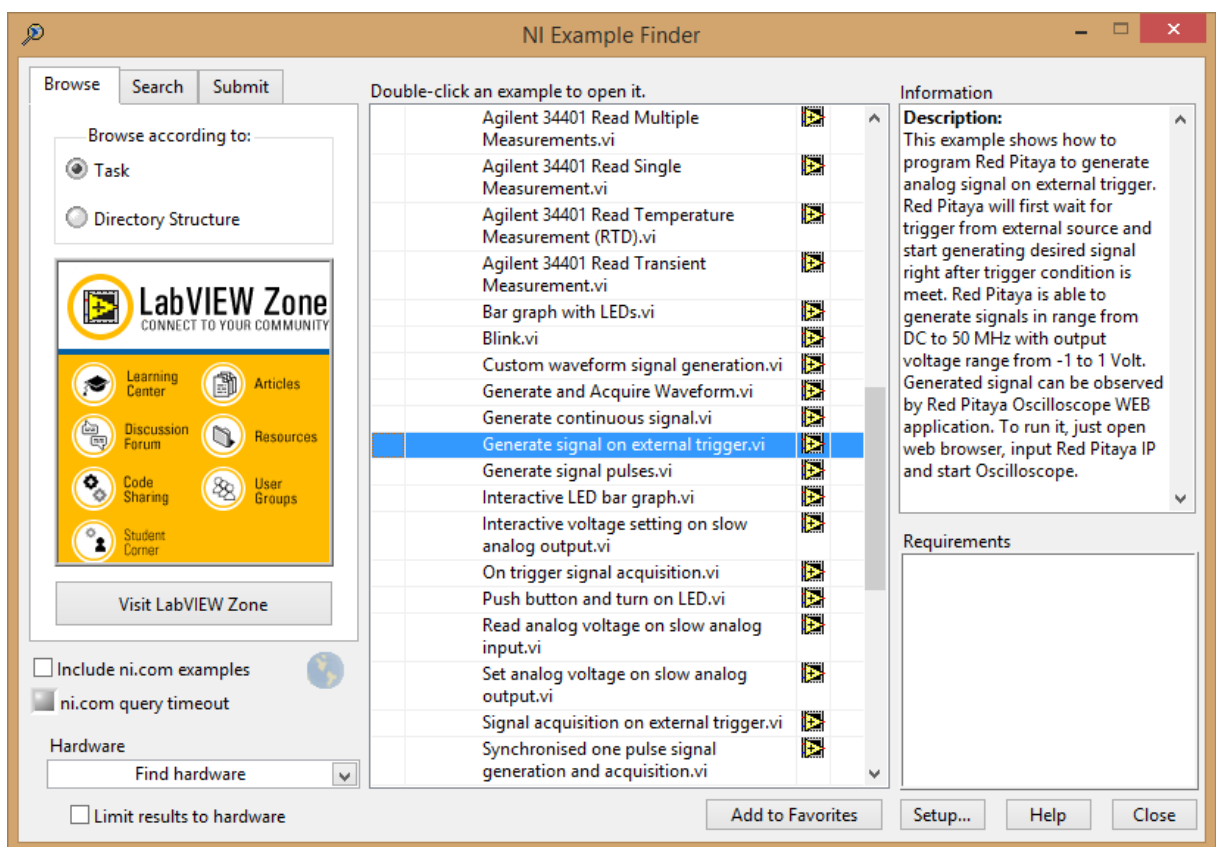 NI Example Finder
Browse
Search
Submit
Browse according to:
Task
Directory Structure
LabVIEW Zone
CONNECT TO YOUR COMMUNITY
Learning
Center
Articles
Discussion
Forum
Resources
Code
Sharing
User
Groups
Student
Corner
Visit LabVIEW Zone
Include ni.com examples
ni.com query timeout
Hardware
Find hardware
Limit results to hardware
Double-click an example to open it.
Agilent 34401 Read Multiple
Measurements.vi
Agilent 34401 Read Single
Measurement.vi
Agilent 34401 Read Temperature
Measurement (RTD).vi
Agilent 34401 Read Transient
Measurement.vi
Bar graph with LEDs.vi
Blink.vi
Custom waveform signal generation.vi
Generate and Acquire Waveform.vi
Generate continuous signal.vi
Generate signal on external trigger.vi
Generate signal pulses.vi
Interactive LED bar graph.vi
Interactive voltage setting on slow
analog output.vi
On trigger signal acquisition.vi
Push button and turn on LED.vi
Read analog voltage on slow analog
input.vi
Set analog voltage on slow analog
output.vi
Signal acquisition on external trigger.vi
Synchronised one pulse signal
generation and acquisition.vi
Information
Description:
This example shows how to
program Red Pitaya to generate
analog signal on external trigger.
Red Pitaya will first wait for
trigger from external source and
start generating desired signal
right after trigger condition is
meet. Red Pitaya is able to
generate signals in range from
DC to 50 MHz with output
voltage range from -1 to 1 Volt.
Generated signal can be observed
by Red Pitaya Oscilloscope WEB
application. To run it, just open
web browser, input Red Pitaya IP
and start Oscilloscope.
Requirements
Add to Favorites
Setup...
Help
Close